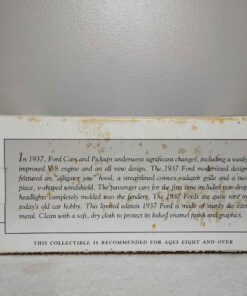 In 1937, Ford Cars and Pickups underwent significant changes, including a vastly
improved V-8 engine and an all new design. The 1937 Ford modernized design
featured an "alligator jaw" hood, a streamlined convex radiator grille and a two
piece, v-shaped windshield. The passenger cars for the first time included tear-drop
headlights completely molded into the fenders. The 1937 Fords are quite rare in
today's old car hobby. This limited edition 1937 Ford is made of sturdy die cast
metal. Clean with a soft, dry cloth to protect its baked enamel finish and graphics.
THIS COLLECTIBLE IS RECOMMENDED FOR AGES EIGHT AND OVER